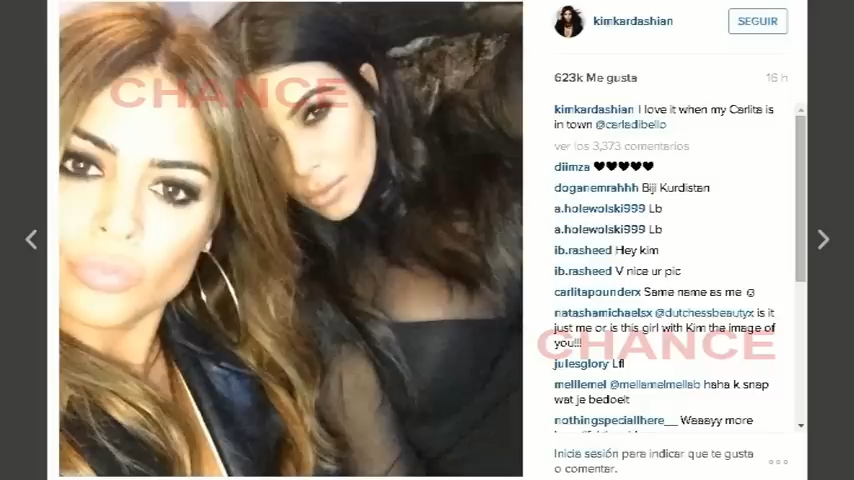 CHANCE
kimkardashian
SEGUIR
623k Me gusta
16 h
kimkardashian I love it when my Carlita is
in town @carladibello
ver los 3,373 comentarios
diimza ♥♥♥♥♥
doganemrahhh Biji Kurdistan
a.holewolski999 Lb
a.holewolski999 Lb
ib.rasheed Hey kim
ib.rasheed V nice ur pic
carlitapounderx Same name as me ☺
natashamichaelsx @dutchessbeautyx is it
just me or is this girl with Kim the image of
you!!!
CHANCE
julesglory Lfl
melllemel @mellamelmellab haha k snap
wat je bedoelt
nothingspeciallhere__ Waaayy more
Inicia sesión para indicar que te gusta
o comentar.